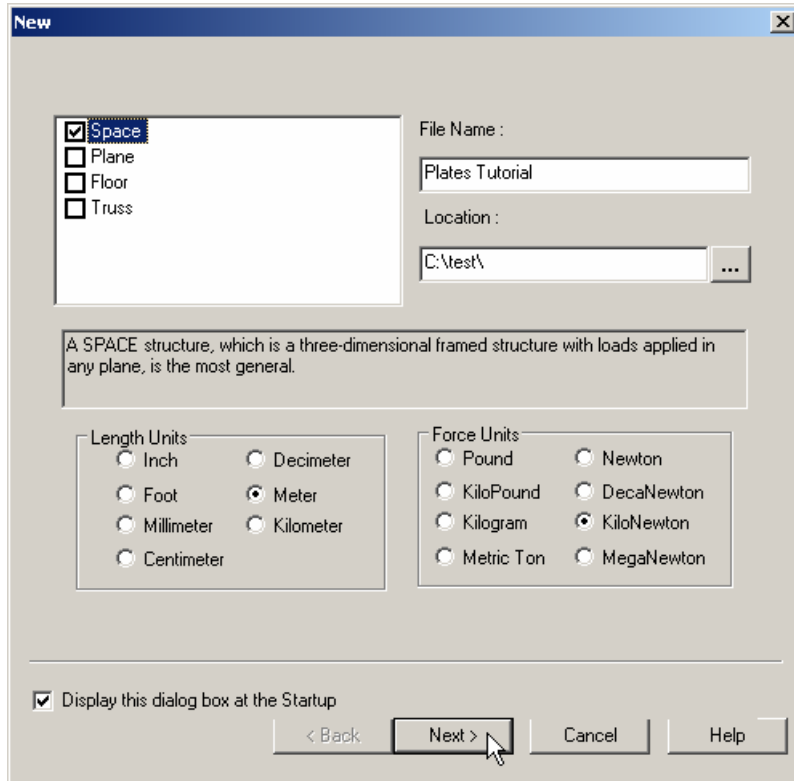 New
Space
Plane
Floor
Truss
File Name :
Plates Tutorial
Location :
C:\test\
...
A SPACE structure, which is a three-dimensional framed structure with loads applied in
any plane, is the most general.
Length Units
Inch
Decimeter
Foot
Meter
Millimeter
Kilometer
Centimeter
Force Units
Pound
Newton
KiloPound
DecaNewton
Kilogram
KiloNewton
Metric Ton
MegaNewton
Display this dialog box at the Startup
< Back
Next >
Cancel
Help